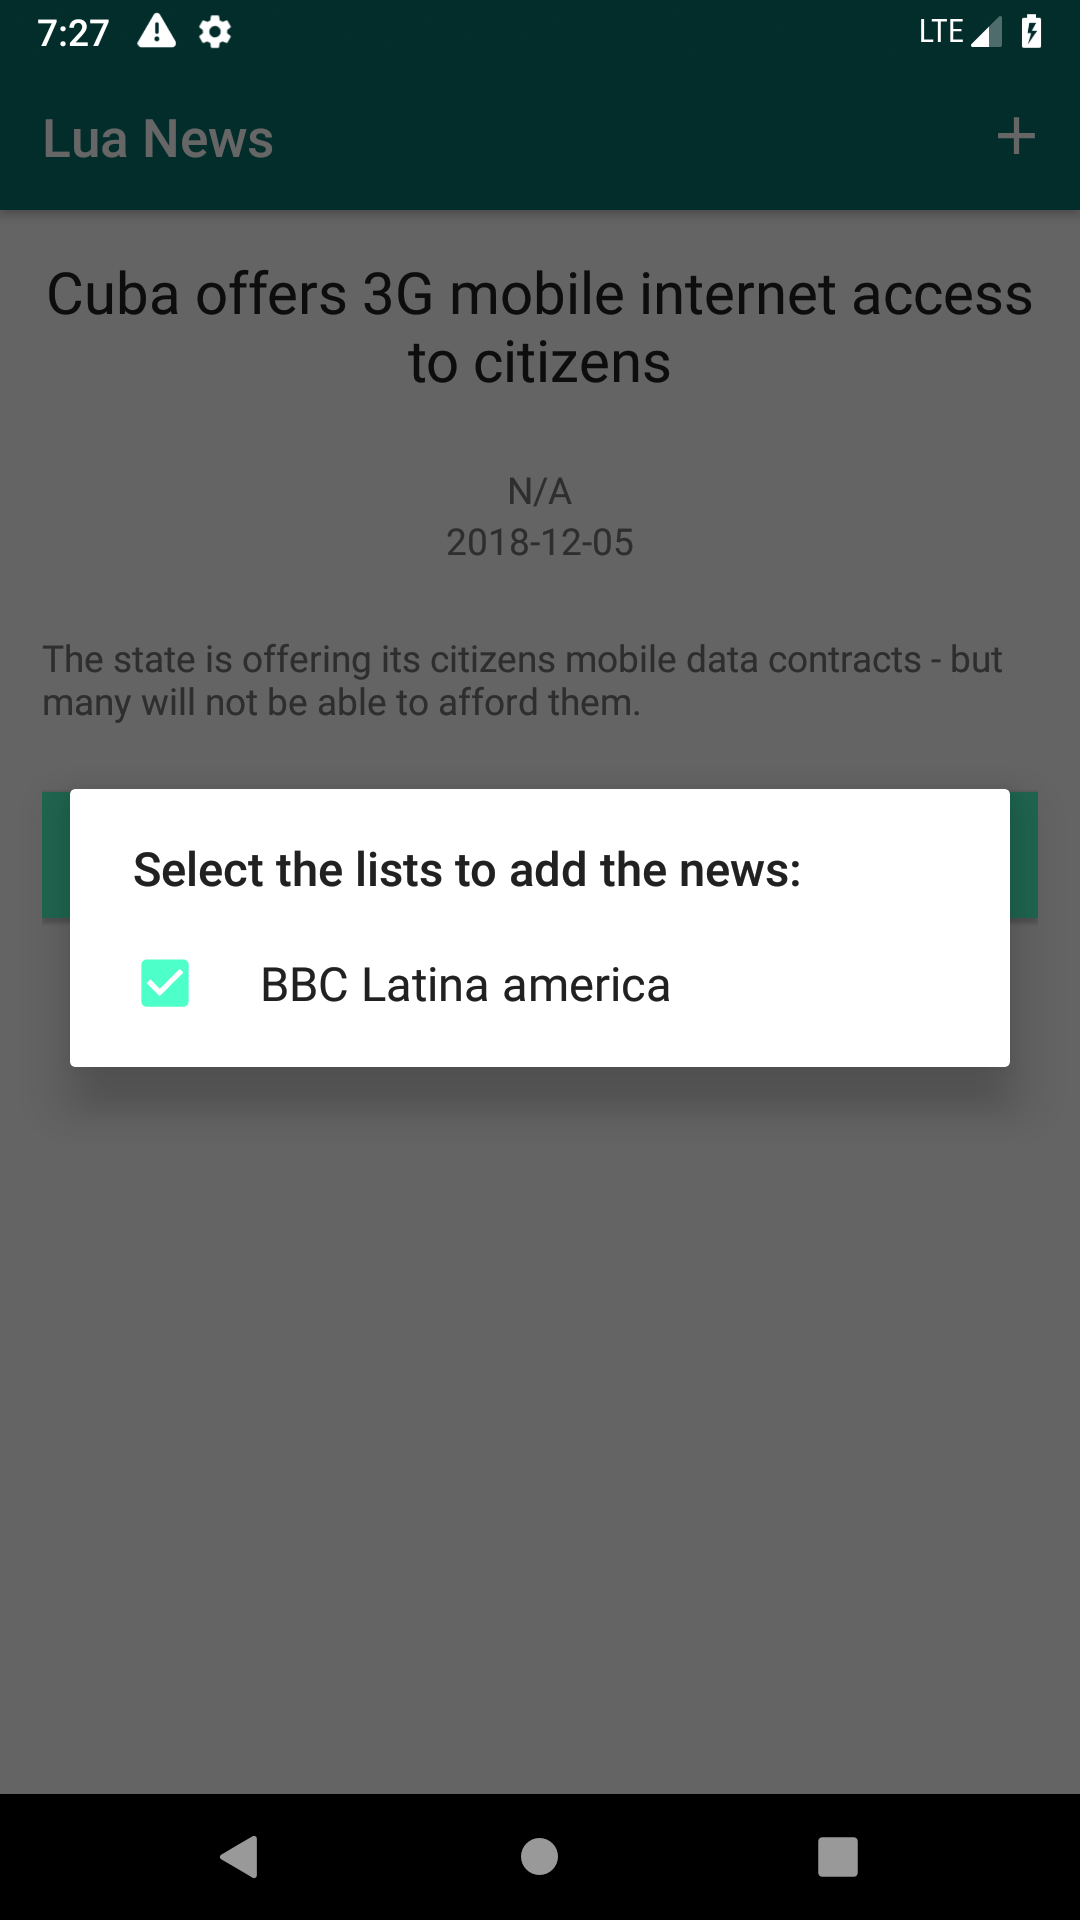 7:27
LTE
Lua News
Cuba offers 3G mobile internet access
to citizens
N/A
2018-12-05
The state is offering its citizens mobile data contracts - but
many will not be able to afford them.
Select the lists to add the news:
BBC Latina america